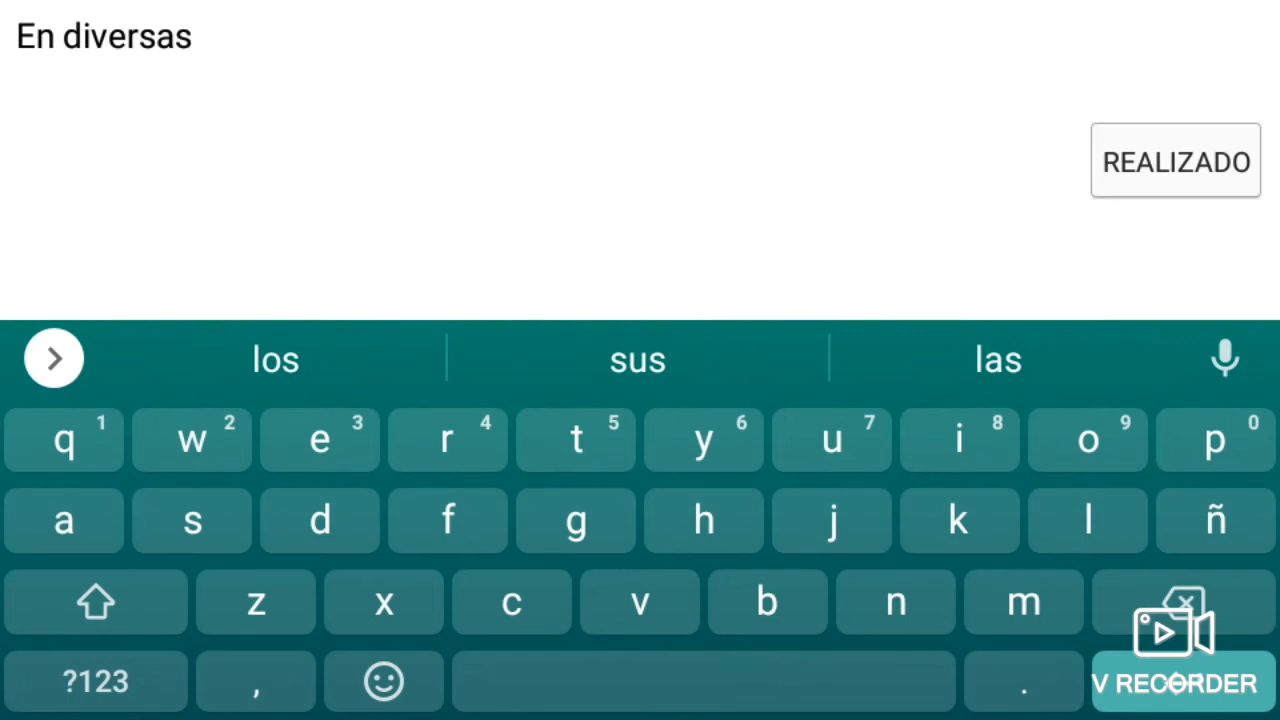 En diversas
REALIZADO
los sus las
q 1 w 2 e 3 r 4 t 5 y 6 u 7 i 8 o 9 p 0
a s d f g h j k l ñ
z x c v b n m
?123 , . V RECORDER